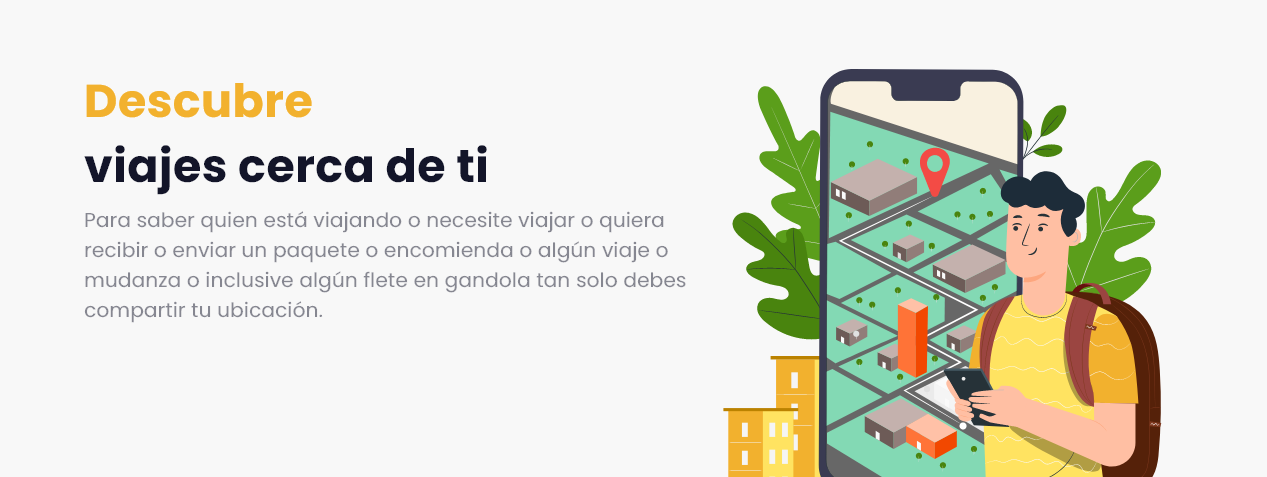 Descubre
viajes cerca de ti
Para saber quien está viajando o necesite viajar o quiera
recibir o enviar un paquete o encomienda o algún viaje o
mudanza o inclusive algún flete en gandola tan solo debes
compartir tu ubicación.